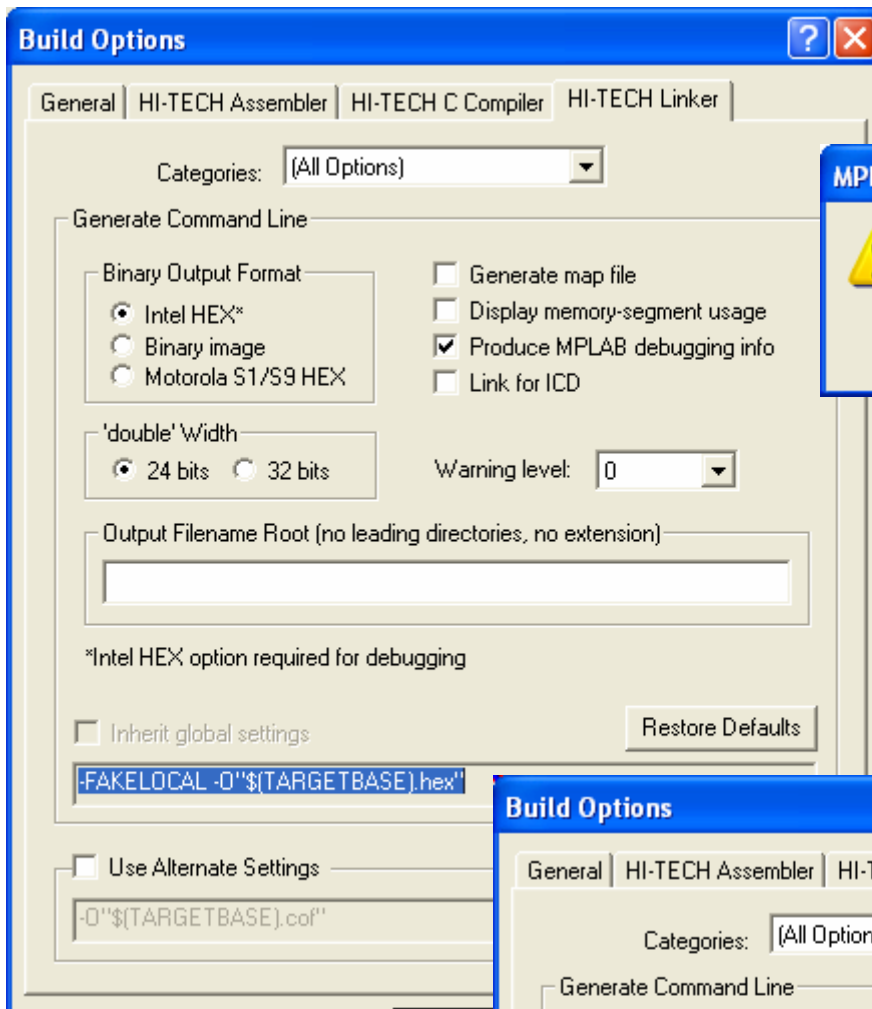 Build Options
General HI-TECH Assembler HI-TECH C Compiler HI-TECH Linker
Categories: (All Options)
Generate Command Line
Binary Output Format
Intel HEX*
Binary image
Motorola S1/S9 HEX
Generate map file
Display memory-segment usage
Produce MPLAB debugging info
Link for ICD
'double' Width
24 bits 32 bits
Warning level: 0
Output Filename Root (no leading directories, no extension)
*Intel HEX option required for debugging
Inherit global settings
Restore Defaults
-FAKELOCAL -O"$(TARGETBASE).hex"
Use Alternate Settings
-O"$(TARGETBASE).cof"
MPL
Build Options
General HI-TECH Assembler HI-T
Categories: (All Option
Generate Command Line